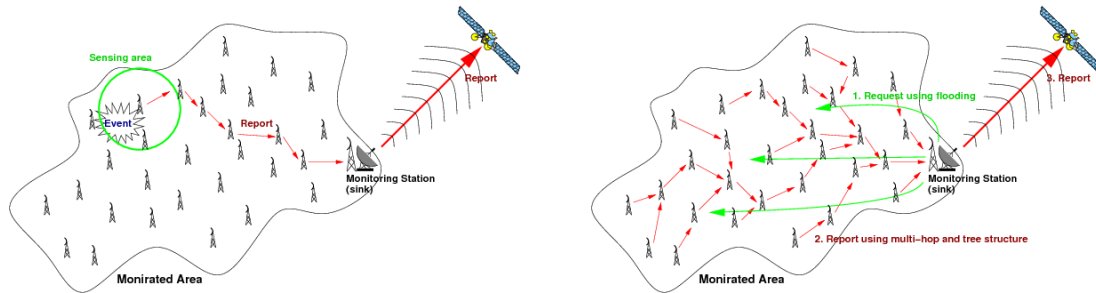 Sensing area
Report
Event
Report
Monitoring Station
(sink)
Monirated Area
3. Report
1. Request using flooding
Monitoring Station
(sink)
2. Report using multi-hop and tree structure
Monirated Area